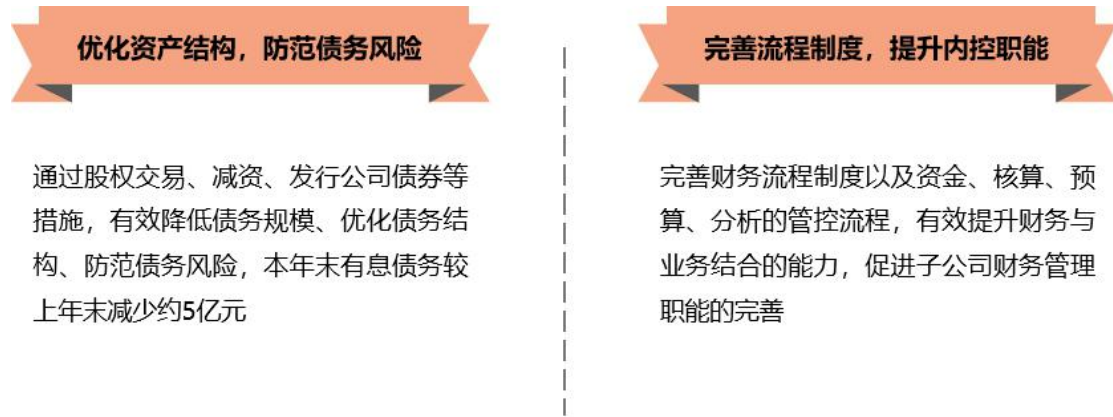 优化资产结构，防范债务风险
通过股权交易、减资、发行公司债券等
措施，有效降低债务规模、优化债务结
构、防范债务风险，本年末有息债务较
上年末减少约5亿元
完善流程制度，提升内控职能
完善财务流程制度以及资金、核算、预
算、分析的管控流程，有效提升财务与
业务结合的能力，促进子公司财务管理
职能的完善